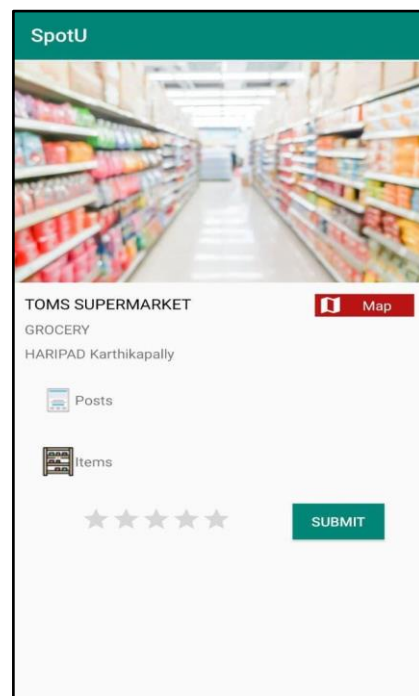 SpotU
TOMS SUPERMARKET
Map
GROCERY
HARIPAD Karthikapally
Posts
Items
SUBMIT